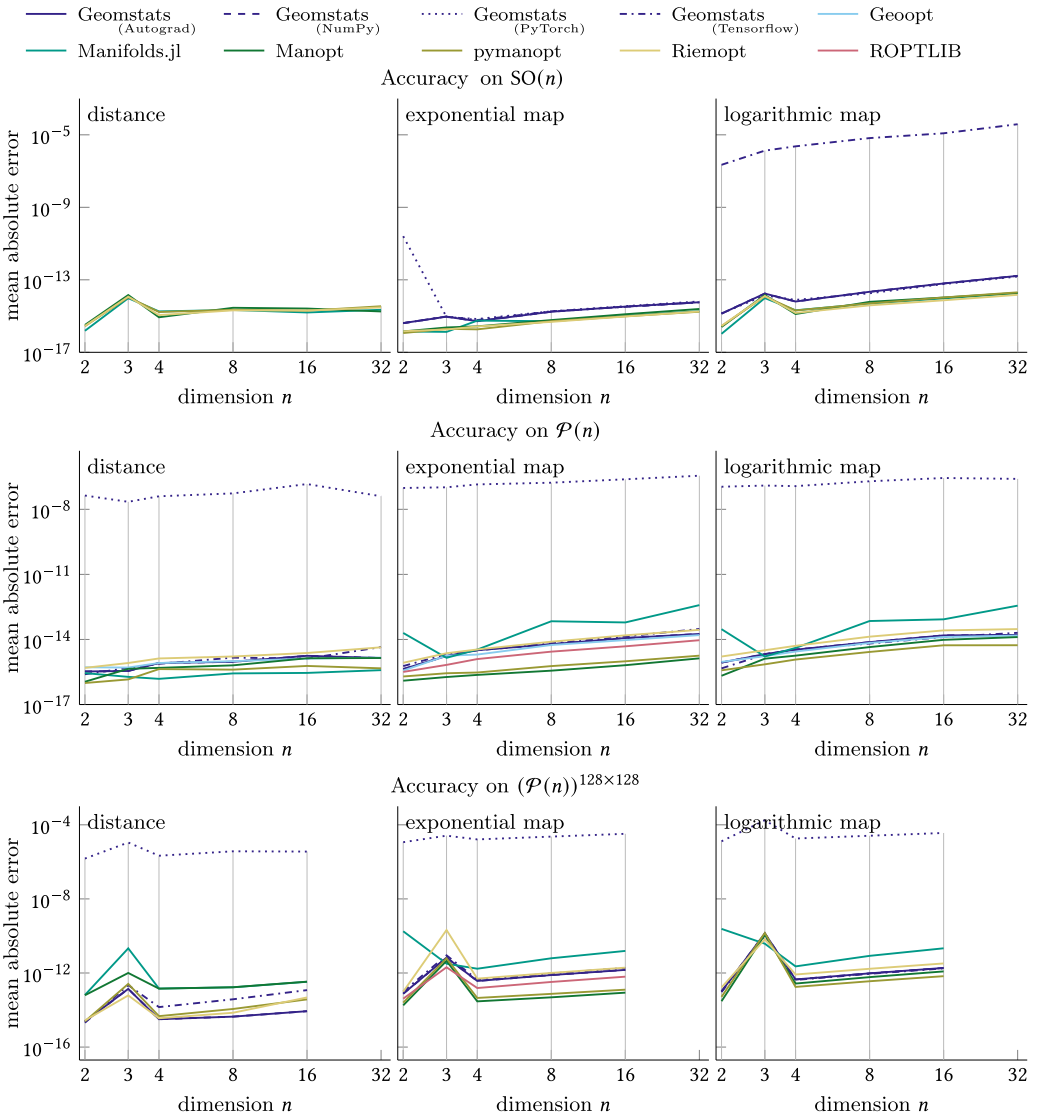 Geomstats (Autograd) Geomstats (NumPy) Geomstats (PyTorch) Geomstats (Tensorflow) Geoopt
Manifolds.jl Manopt pymanopt Riemopt ROPTLIB
Accuracy on SO(n)
distance exponential map logarithmic map
mean absolute error
10^{-5}
10^{-9}
10^{-13}
10^{-17}
2 3 4 8 16 32 2 3 4 8 16 32 2 3 4 8 16 32
dimension n dimension n dimension n
Accuracy on 𝒫(n)
distance exponential map logarithmic map
mean absolute error
10^{-8}
10^{-11}
10^{-14}
10^{-17}
2 3 4 8 16 32 2 3 4 8 16 32 2 3 4 8 16 32
dimension n dimension n dimension n
Accuracy on (𝒫(n))^{128×128}
distance exponential map logarithmic map
mean absolute error
10^{-4}
10^{-8}
10^{-12}
10^{-16}
2 3 4 8 16 32 2 3 4 8 16 32 2 3 4 8 16 32
dimension n dimension n dimension n